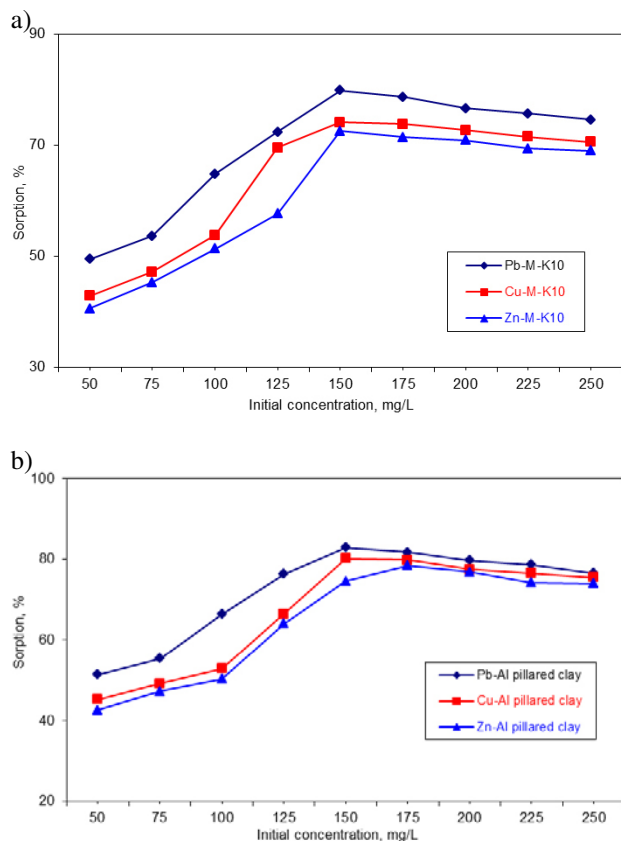 a)
90
70
50
30
Sorption, %
Pb-M-K10
Cu-M-K10
Zn-M-K10
50 75 100 125 150 175 200 225 250
Initial concentration, mg/L
b)
100
80
60
40
20
Sorption, %
Pb-Al pillared clay
Cu-Al pillared clay
Zn-Al pillared clay
50 75 100 125 150 175 200 225 250
Initial concentration, mg/L